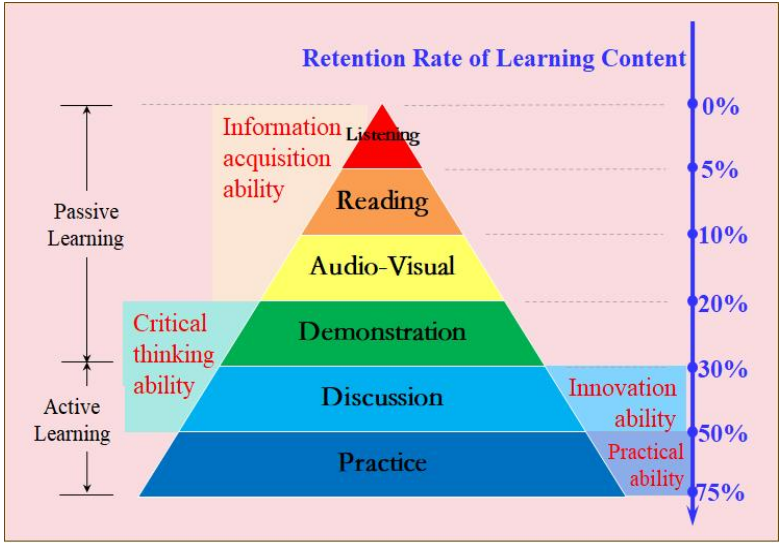 Retention Rate of Learning Content
0%
Information
acquisition
ability
Listening
5%
Passive
Learning
Reading
10%
Audio-Visual
20%
Critical
thinking
ability
Demonstration
30%
Active
Learning
Discussion
Innovation
ability
50%
Practice
Practical
ability
75%